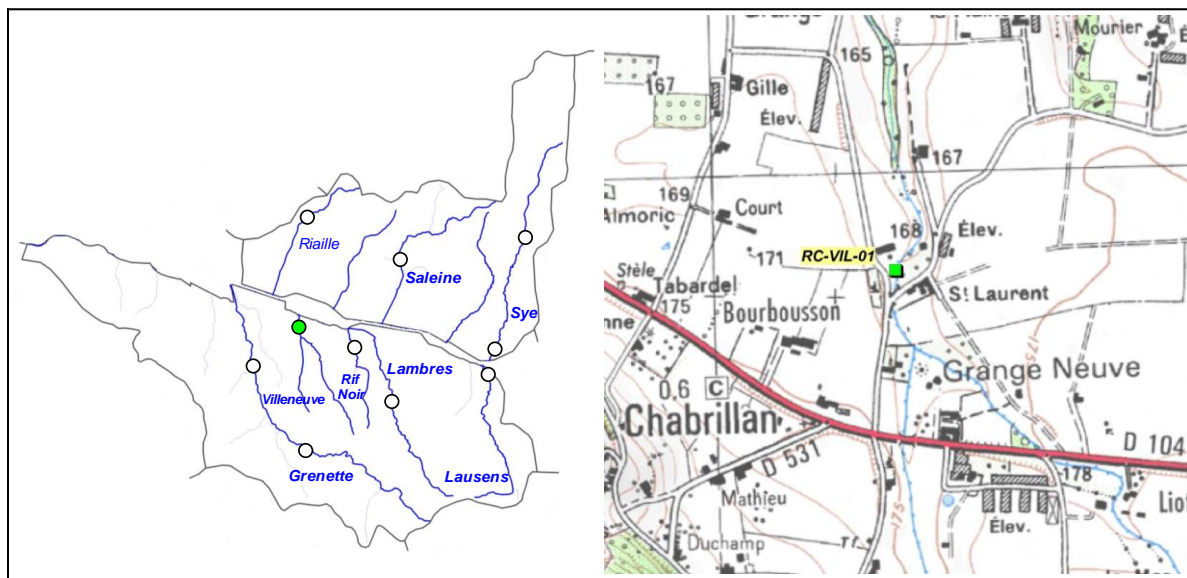 Riaille
Saleine
Sye
Lambres
Rif
Noir
Villeneuve
Grenette
Lausens
Mourier
165
167
Gille
Élev.
167
169
Almoric
Court
168
Élev.
171
RC-VIL-01
Stèle
Tabardel
175
St Laurent
Bourbousson
175
0,6
C
Grange Neuve
Chabrillan
D 104
D 531
178
Mathieu
175
Élev.
Duchamp